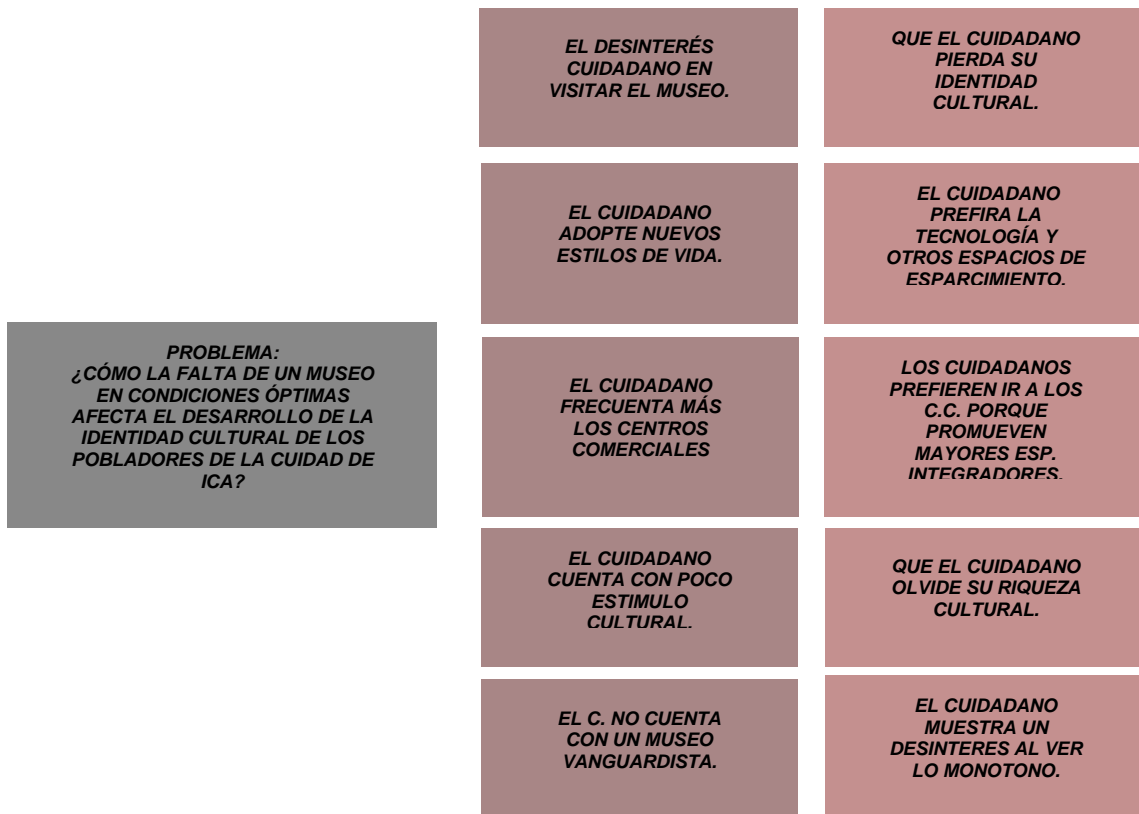 EL DESINTERÉS
CUIDADANO EN
VISITAR EL MUSEO.
QUE EL CUIDADANO
PIERDA SU
IDENTIDAD
CULTURAL.
EL CUIDADANO
ADOPTE NUEVOS
ESTILOS DE VIDA.
EL CUIDADANO
PREFIRA LA
TECNOLOGÍA Y
OTROS ESPACIOS DE
ESPARCIMIENTO.
PROBLEMA:
¿CÓMO LA FALTA DE UN MUSEO
EN CONDICIONES ÓPTIMAS
AFECTA EL DESARROLLO DE LA
IDENTIDAD CULTURAL DE LOS
POBLADORES DE LA CUIDAD DE
ICA?
EL CUIDADANO
FRECUENTA MÁS
LOS CENTROS
COMERCIALES
LOS CUIDADANOS
PREFIEREN IR A LOS
C.C. PORQUE
PROMUEVEN
MAYORES ESP.
INTEGRADORES.
EL CUIDADANO
CUENTA CON POCO
ESTIMULO
CULTURAL.
QUE EL CUIDADANO
OLVIDE SU RIQUEZA
CULTURAL.
EL C. NO CUENTA
CON UN MUSEO
VANGUARDISTA.
EL CUIDADANO
MUESTRA UN
DESINTERES AL VER
LO MONOTONO.